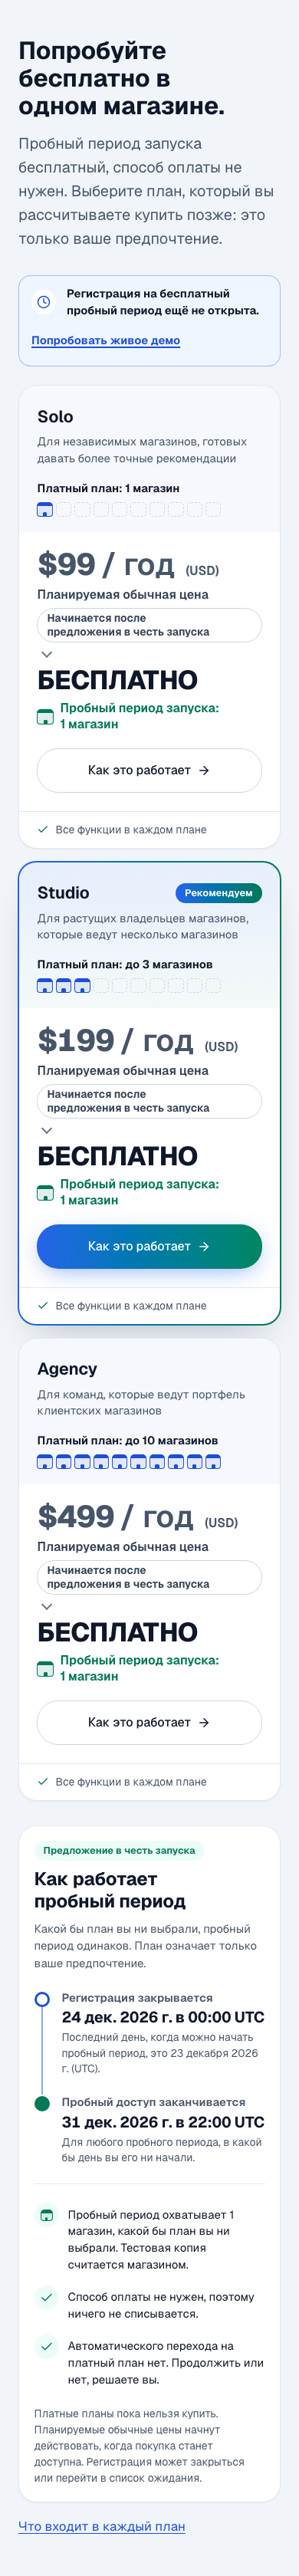 Попробуйте
бесплатно в
одном магазине.
Пробный период запуска
бесплатный, способ оплаты не
нужен. Выберите план, который вы
рассчитываете купить позже: это
только ваше предпочтение.
Регистрация на бесплатный
пробный период ещё не открыта.
Попробовать живое демо
Solo
Для независимых магазинов, готовых
давать более точные рекомендации
Платный план: 1 магазин
$99 / год (USD)
Планируемая обычная цена
Начинается после
предложения в честь запуска
БЕСПЛАТНО
Пробный период запуска:
1 магазин
Как это работает →
Все функции в каждом плане
Studio
Рекомендуем
Для растущих владельцев магазинов,
которые ведут несколько магазинов
Платный план: до 3 магазинов
$199 / год (USD)
Планируемая обычная цена
Начинается после
предложения в честь запуска
БЕСПЛАТНО
Пробный период запуска:
1 магазин
Как это работает →
Все функции в каждом плане
Agency
Для команд, которые ведут портфель
клиентских магазинов
Платный план: до 10 магазинов
$499 / год (USD)
Планируемая обычная цена
Начинается после
предложения в честь запуска
БЕСПЛАТНО
Пробный период запуска:
1 магазин
Как это работает →
Все функции в каждом плане
Предложение в честь запуска
Как работает
пробный период
Какой бы план вы ни выбрали, пробный
период одинаков. План означает только
ваше предпочтение.
Регистрация закрывается
24 дек. 2026 г. в 00:00 UTC
Последний день, когда можно начать
пробный период, это 23 декабря 2026
г. (UTC).
Пробный доступ заканчивается
31 дек. 2026 г. в 22:00 UTC
Для любого пробного периода, в какой
бы день вы его ни начали.
Пробный период охватывает 1
магазин, какой бы план вы ни
выбрали. Тестовая копия
считается магазином.
Способ оплаты не нужен, поэтому
ничего не списывается.
Автоматического перехода на
платный план нет. Продолжить или
нет, решаете вы.
Платные планы пока нельзя купить.
Планируемые обычные цены начнут
действовать, когда покупка станет
доступна. Регистрация может закрыться
или перейти в список ожидания.
Что входит в каждый план